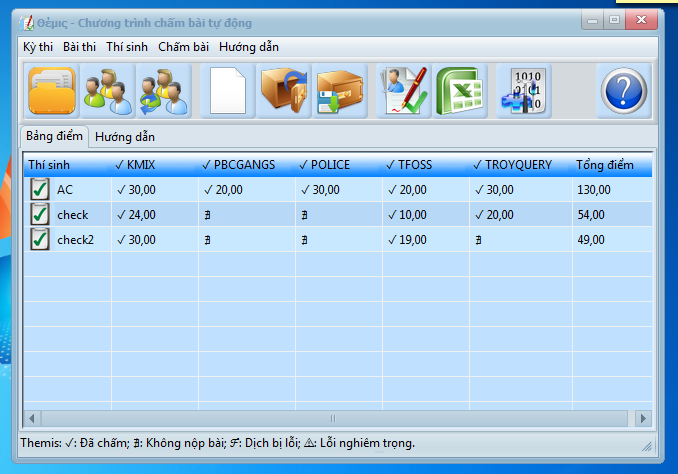 Θέμις - Chương trình chấm bài tự động
Kỳ thi Bài thi Thí sinh Chấm bài Hướng dẫn
1010
0101
Bảng điểm Hướng dẫn
Thí sinh ✓ KMIX ✓ PBCGANGS ✓ POLICE ✓ TFOSS ✓ TROYQUERY Tổng điểm
AC ✓ 30,00 ✓ 20,00 ✓ 30,00 ✓ 20,00 ✓ 30,00 130,00
check ✓ 24,00 ∄ ∄ ✓ 10,00 ✓ 20,00 54,00
check2 ✓ 30,00 ∄ ∄ ✓ 19,00 ∄ 49,00
Themis: ✓: Đã chấm; ∄: Không nộp bài; ℱ: Dịch bị lỗi; ⚠: Lỗi nghiêm trọng.